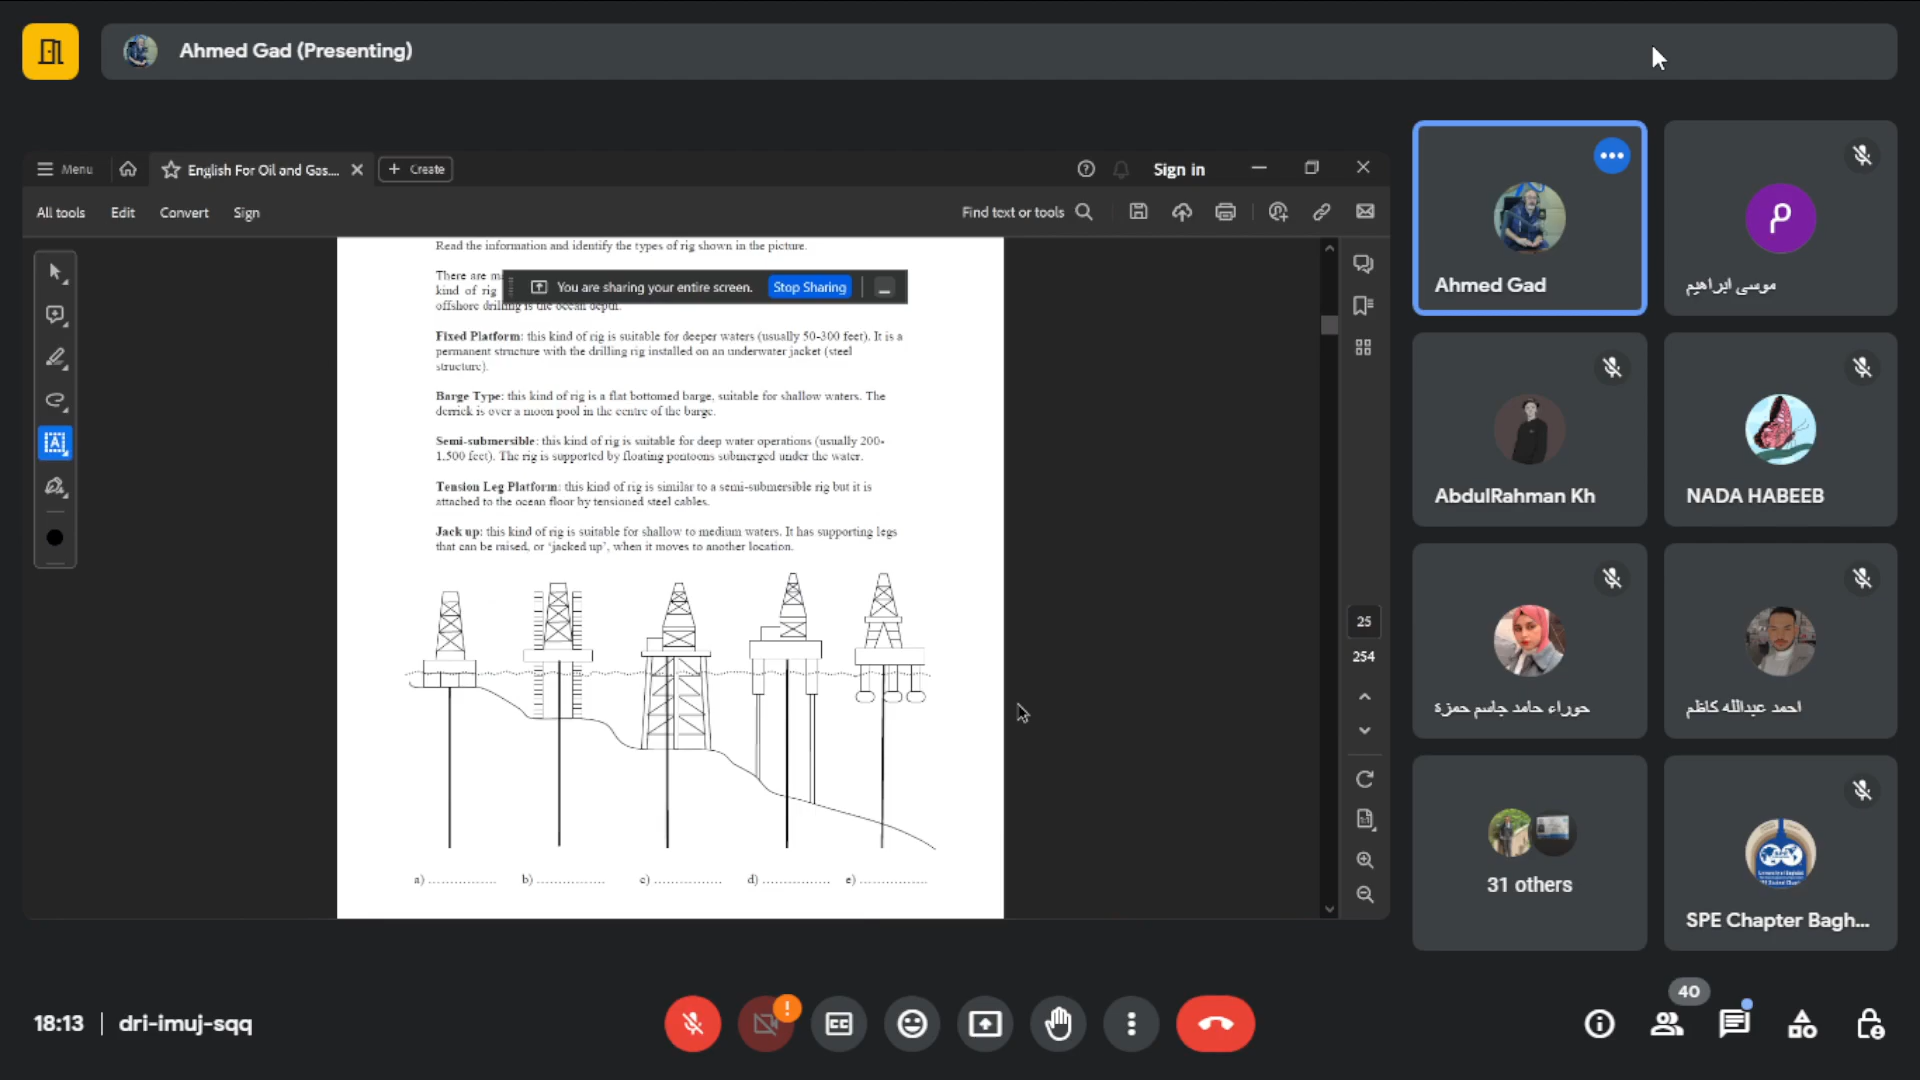 Ahmed Gad (Presenting)
Menu
English For Oil and Gas....
Create
Sign in
All tools
Edit
Convert
Sign
Find text or tools
Read the information and identify the types of rig shown in the picture.
There are
kind of rig
offshore drilling is the ocean depth.
You are sharing your entire screen.
Stop Sharing
Fixed Platform: this kind of rig is suitable for deeper waters (usually 50-300 feet). It is a
permanent structure with the drilling rig installed on an underwater jacket (steel
structure).
Barge Type: this kind of rig is a flat bottomed barge, suitable for shallow waters. The
derrick is over a moon pool in the centre of the barge.
Semi-submersible: this kind of rig is suitable for deep water operations (usually 200-
1,500 feet). The rig is supported by floating pontoons submerged under the water.
Tension Leg Platform: this kind of rig is similar to a semi-submersible rig but it is
attached to the ocean floor by tensioned steel cables.
Jack up: this kind of rig is suitable for shallow to medium waters. It has supporting legs
that can be raised, or 'jacked up', when it moves to another location.
a) ................ b) ................ c) ................ d) ................ e) ................
25
254
Ahmed Gad
م
موسى ابراهيم
AbdulRahman Kh
NADA HABEEB
حوراء حامد جاسم حمزة
احمد عبدالله كاظم
31 others
SPE Chapter Bagh...
18:13 | dri-imuj-sqq
40